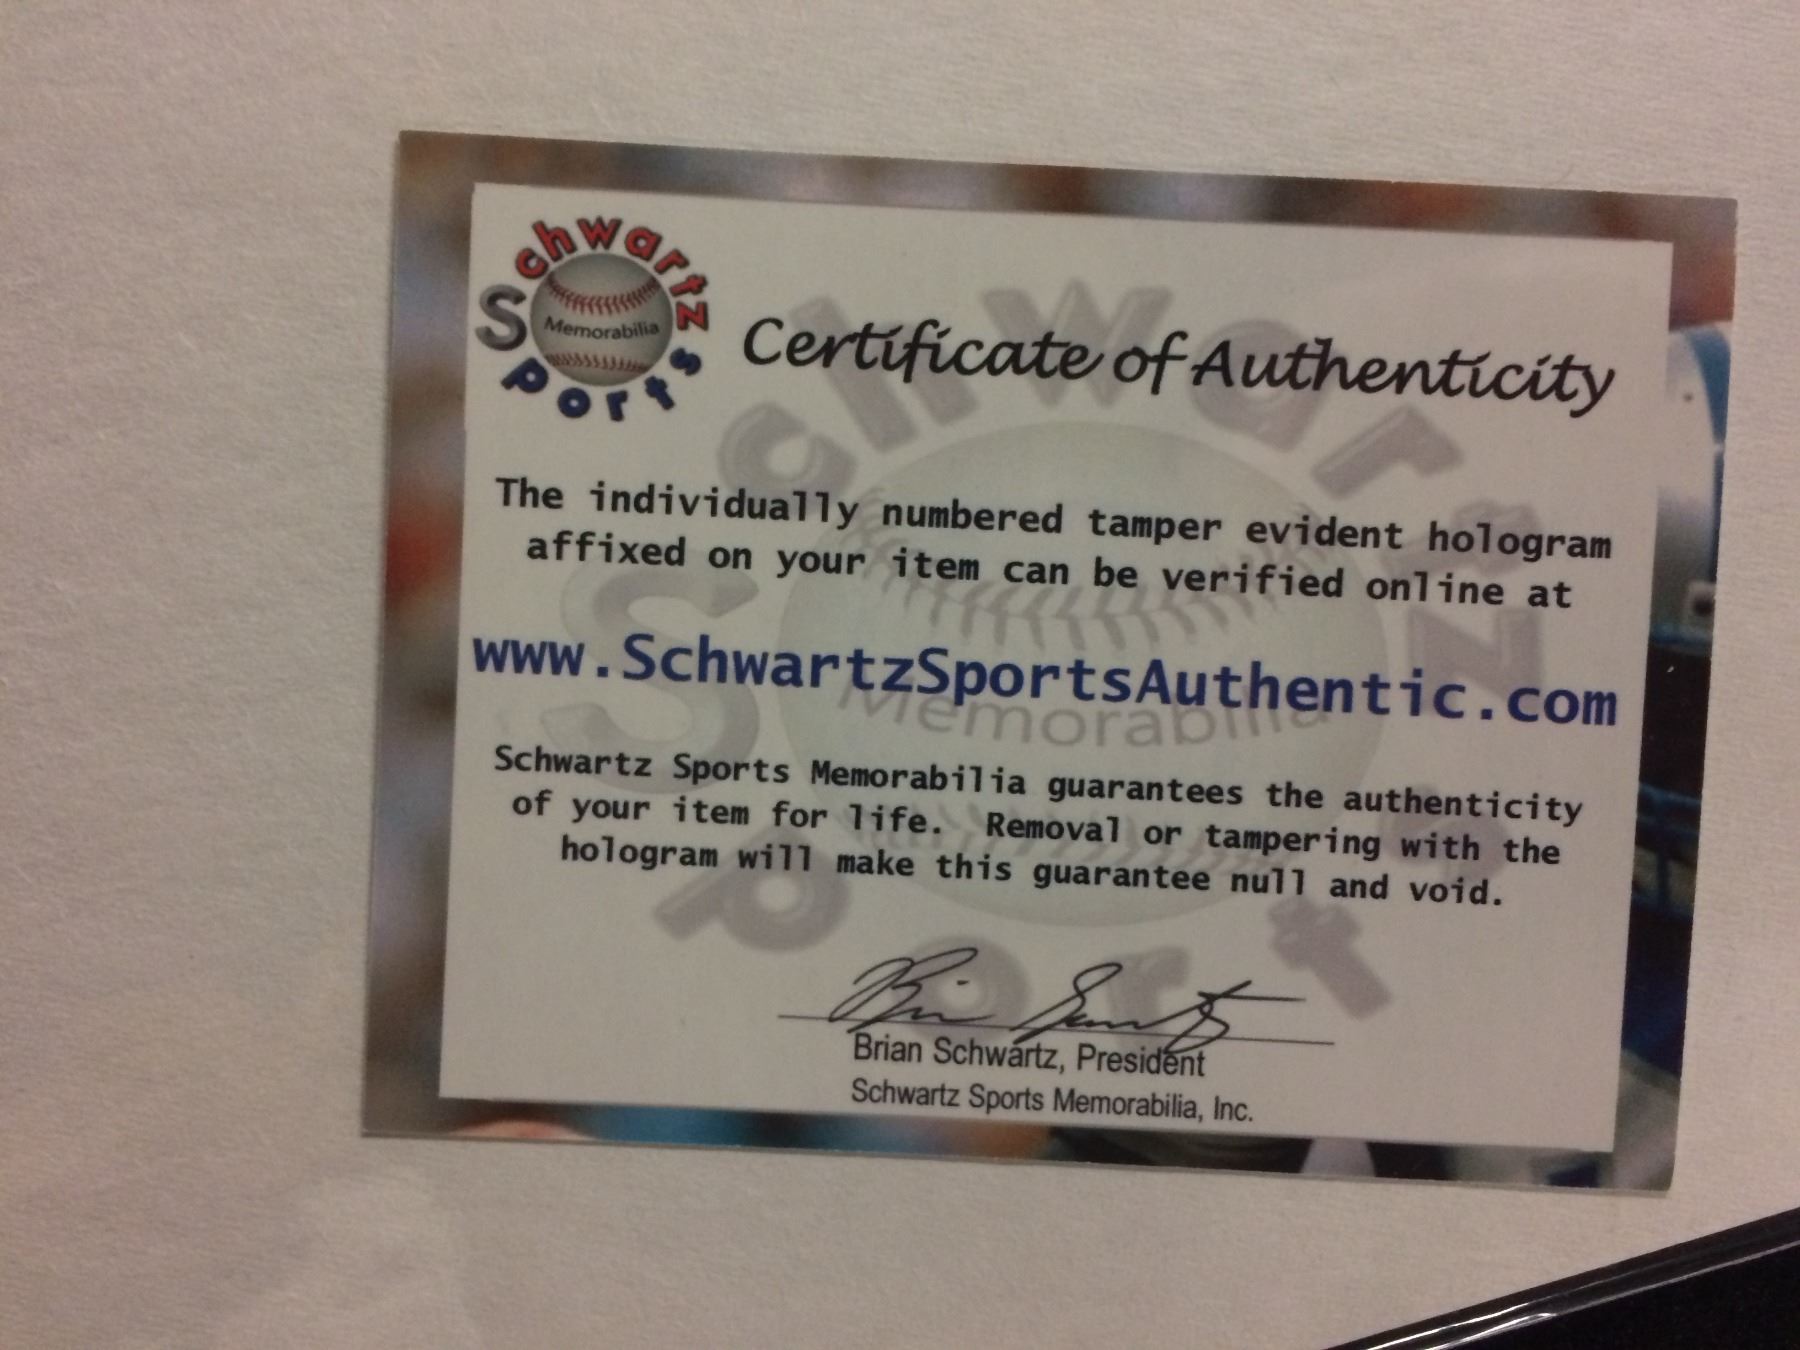 Schwartz
Sports
Memorabilia
Certificate of Authenticity
The individually numbered tamper evident hologram
affixed on your item can be verified online at
www.SchwartzSportsAuthentic.com
Schwartz Sports Memorabilia guarantees the authenticity
of your item for life. Removal or tampering with the
hologram will make this guarantee null and void.
Brian Schwartz
Brian Schwartz, President
Schwartz Sports Memorabilia, Inc.